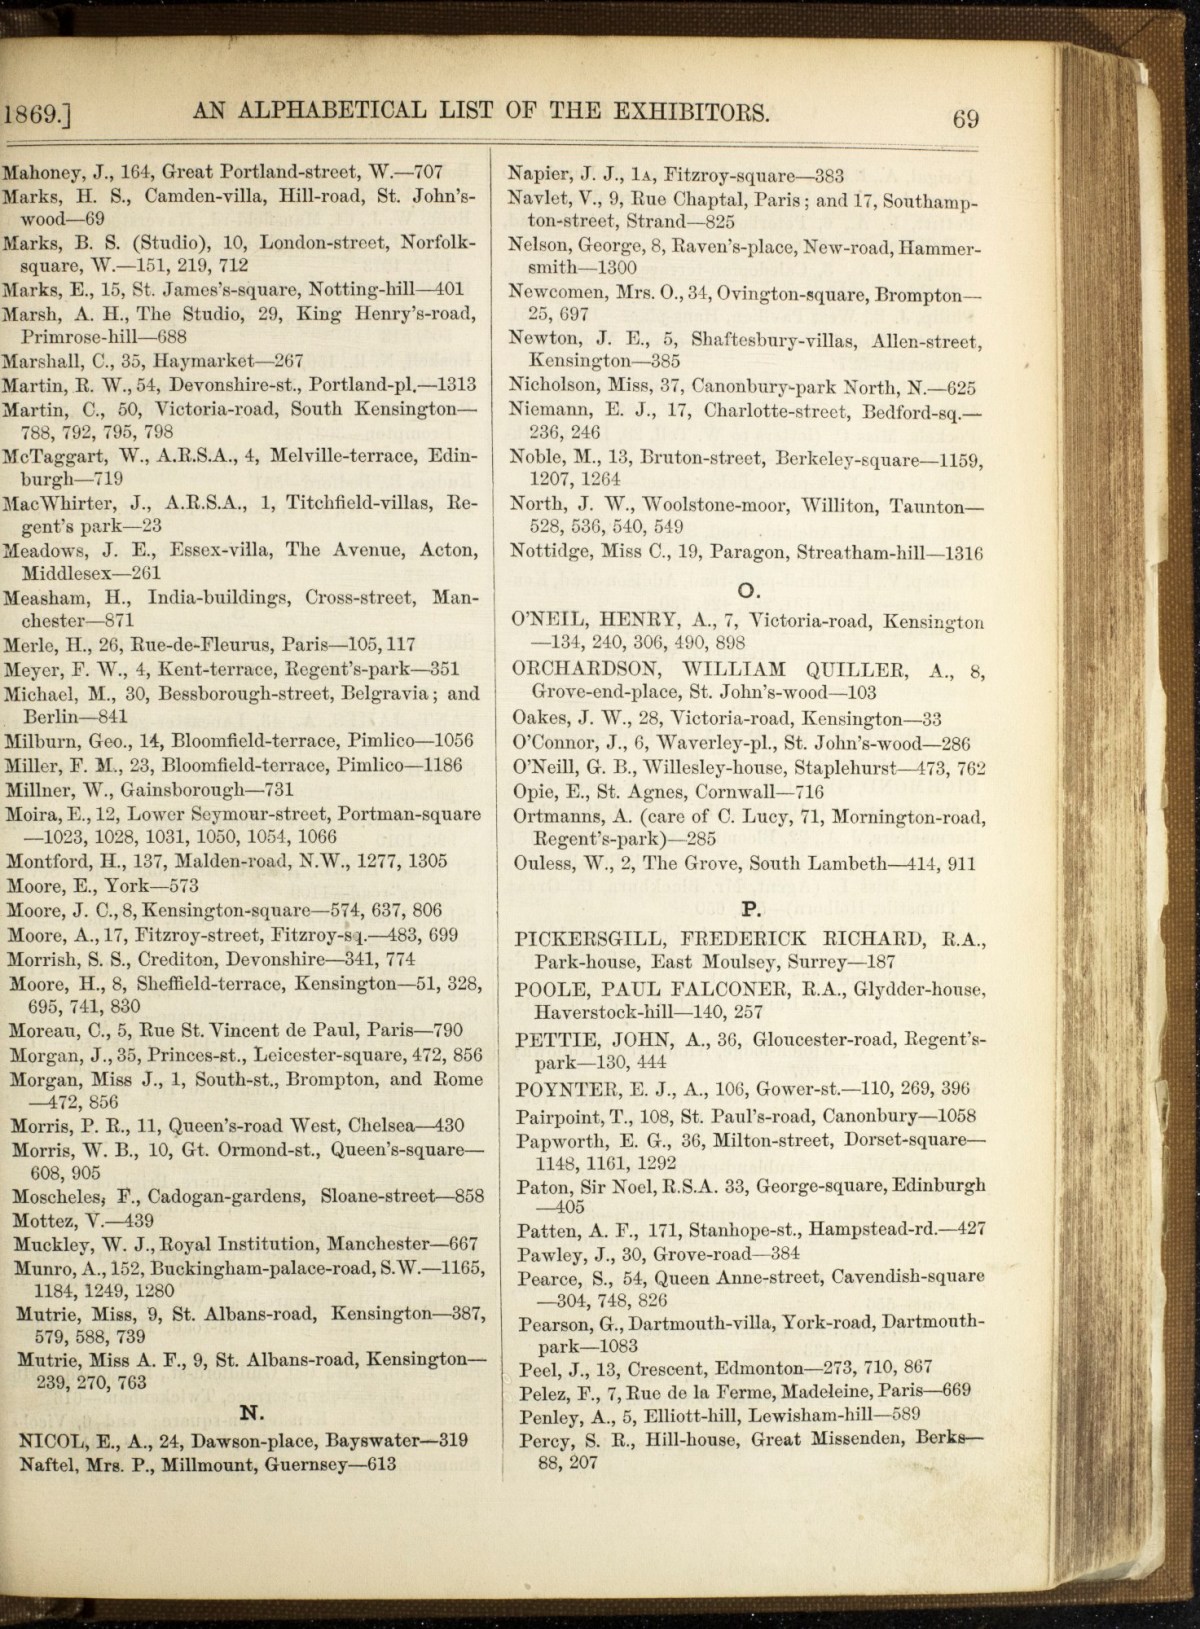 1869.] AN ALPHABETICAL LIST OF THE EXHIBITORS. 69
Mahoney, J., 164, Great Portland-street, W.—707
Marks, H. S., Camden-villa, Hill-road, St. John's-
wood—69
Marks, B. S. (Studio), 10, London-street, Norfolk-
square, W.—151, 219, 712
Marks, E., 15, St. James's-square, Notting-hill—401
Marsh, A. H., The Studio, 29, King Henry's-road,
Primrose-hill—688
Marshall, C., 35, Haymarket—267
Martin, R. W., 54, Devonshire-st., Portland-pl.—1313
Martin, C., 50, Victoria-road, South Kensington—
788, 792, 795, 798
McTaggart, W., A.R.S.A., 4, Melville-terrace, Edin-
burgh—719
MacWhirter, J., A.R.S.A., 1, Titchfield-villas, Re-
gent's park—23
Meadows, J. E., Essex-villa, The Avenue, Acton,
Middlesex—261
Measham, H., India-buildings, Cross-street, Man-
chester—871
Merle, H., 26, Rue-de-Fleurus, Paris—105, 117
Meyer, F. W., 4, Kent-terrace, Regent's-park—351
Michael, M., 30, Bessborough-street, Belgravia; and
Berlin—841
Milburn, Geo., 14, Bloomfield-terrace, Pimlico—1056
Miller, F. M., 23, Bloomfield-terrace, Pimlico—1186
Millner, W., Gainsborough—731
Moira, E., 12, Lower Seymour-street, Portman-square
—1023, 1028, 1031, 1050, 1054, 1066
Montford, H., 137, Malden-road, N.W., 1277, 1305
Moore, E., York—573
Moore, J. C., 8, Kensington-square—574, 637, 806
Moore, A., 17, Fitzroy-street, Fitzroy-sq.—483, 699
Morrish, S. S., Crediton, Devonshire—341, 774
Moore, H., 8, Sheffield-terrace, Kensington—51, 328,
695, 741, 830
Moreau, C., 5, Rue St. Vincent de Paul, Paris—790
Morgan, J., 35, Princes-st., Leicester-square, 472, 856
Morgan, Miss J., 1, South-st., Brompton, and Rome
—472, 856
Morris, P. R., 11, Queen's-road West, Chelsea—430
Morris, W. B., 10, Gt. Ormond-st., Queen's-square—
608, 905
Moscheles, F., Cadogan-gardens, Sloane-street—858
Mottez, V.—439
Muckley, W. J., Royal Institution, Manchester—667
Munro, A., 152, Buckingham-palace-road, S.W.—1165,
1184, 1249, 1280
Mutrie, Miss, 9, St. Albans-road, Kensington—387,
579, 588, 739
Mutrie, Miss A. F., 9, St. Albans-road, Kensington—
239, 270, 763
N.
NICOL, E., A., 24, Dawson-place, Bayswater—319
Naftel, Mrs. P., Millmount, Guernsey—613
Napier, J. J., 1A, Fitzroy-square—383
Navlet, V., 9, Rue Chaptal, Paris; and 17, Southamp-
ton-street, Strand—825
Nelson, George, 8, Raven's-place, New-road, Hammer-
smith—1300
Newcomen, Mrs. O., 34, Ovington-square, Brompton—
25, 697
Newton, J. E., 5, Shaftesbury-villas, Allen-street,
Kensington—385
Nicholson, Miss, 37, Canonbury-park North, N.—625
Niemann, E. J., 17, Charlotte-street, Bedford-sq.—
236, 246
Noble, M., 13, Bruton-street, Berkeley-square—1159,
1207, 1264
North, J. W., Woolstone-moor, Williton, Taunton—
528, 536, 540, 549
Nottidge, Miss C., 19, Paragon, Streatham-hill—1316
O.
O'NEIL, HENRY, A., 7, Victoria-road, Kensington
—134, 240, 306, 490, 898
ORCHARDSON, WILLIAM QUILLER, A., 8,
Grove-end-place, St. John's-wood—103
Oakes, J. W., 28, Victoria-road, Kensington—33
O'Connor, J., 6, Waverley-pl., St. John's-wood—286
O'Neill, G. B., Willesley-house, Staplehurst—473, 762
Opie, E., St. Agnes, Cornwall—716
Ortmanns, A. (care of C. Lucy, 71, Mornington-road,
Regent's-park)—285
Ouless, W., 2, The Grove, South Lambeth—414, 911
P.
PICKERSGILL, FREDERICK RICHARD, R.A.,
Park-house, East Moulsey, Surrey—187
POOLE, PAUL FALCONER, R.A., Glydder-house,
Haverstock-hill—140, 257
PETTIE, JOHN, A., 36, Gloucester-road, Regent's-
park—130, 444
POYNTER, E. J., A., 106, Gower-st.—110, 269, 396
Pairpoint, T., 108, St. Paul's-road, Canonbury—1058
Papworth, E. G., 36, Milton-street, Dorset-square—
1148, 1161, 1292
Paton, Sir Noel, R.S.A. 33, George-square, Edinburgh
—405
Patten, A. F., 171, Stanhope-st., Hampstead-rd.—427
Pawley, J., 30, Grove-road—384
Pearce, S., 54, Queen Anne-street, Cavendish-square
—304, 748, 826
Pearson, G., Dartmouth-villa, York-road, Dartmouth-
park—1083
Peel, J., 13, Crescent, Edmonton—273, 710, 867
Pelez, F., 7, Rue de la Ferme, Madeleine, Paris—669
Penley, A., 5, Elliott-hill, Lewisham-hill—589
Percy, S. R., Hill-house, Great Missenden, Berks—
88, 207